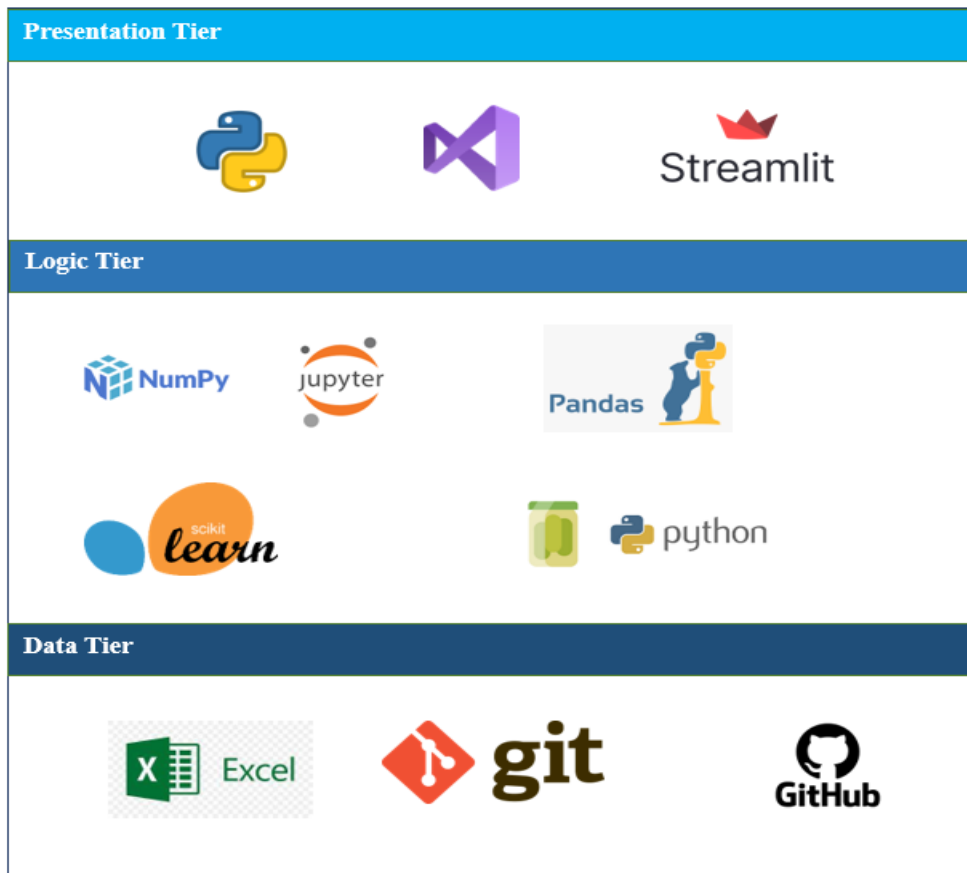 Presentation Tier
Streamlit
Logic Tier
NumPy
jupyter
Pandas
scikit
learn
python
Data Tier
X Excel
git
GitHub